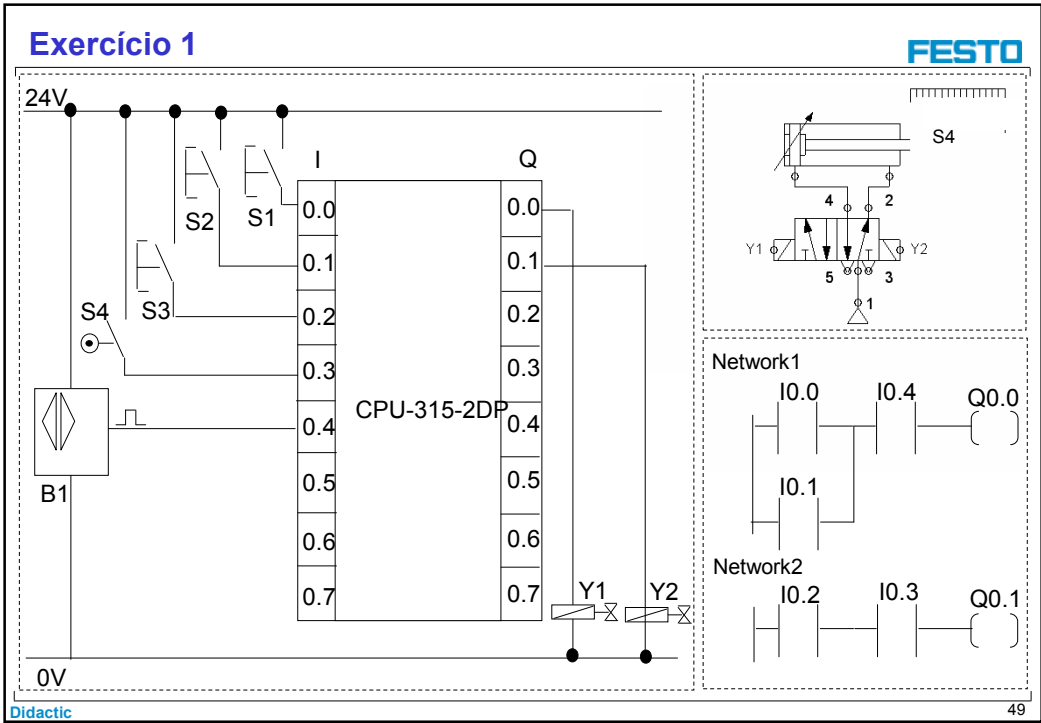 Exercício 1
FESTO
24V
I
Q
S2
S1
S3
S4
B1
0.0
0.1
0.2
0.3
0.4
0.5
0.6
0.7
CPU-315-2DP
0.0
0.1
0.2
0.3
0.4
0.5
0.6
0.7
Y1
Y2
0V
S4
4
2
Y1
Y2
5
3
1
Network1
I0.0
I0.4
Q0.0
I0.1
Network2
I0.2
I0.3
Q0.1
Didactic
49